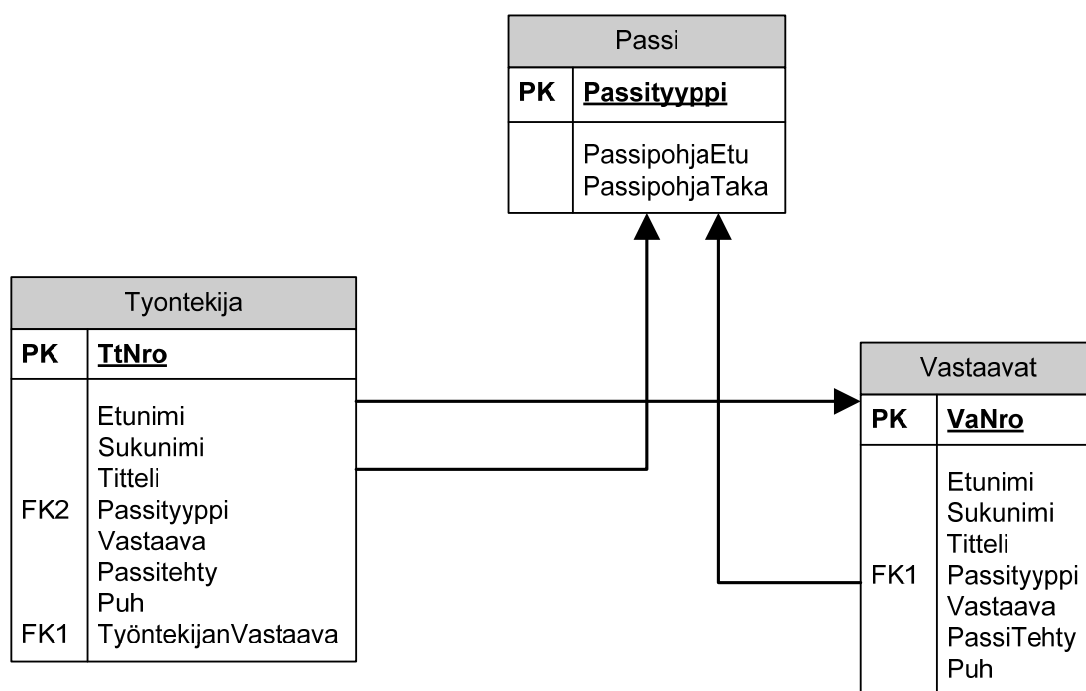 Passi
PK Passityyppi
PassipohjaEtu
PassipohjaTaka
Tyontekija
PK TtNro
Etunimi
Sukunimi
Titteli
FK2 Passityyppi
Vastaava
Passitehty
Puh
FK1 TyöntekijanVastaava
Vastaavat
PK VaNro
Etunimi
Sukunimi
Titteli
FK1 Passityyppi
Vastaava
PassiTehty
Puh